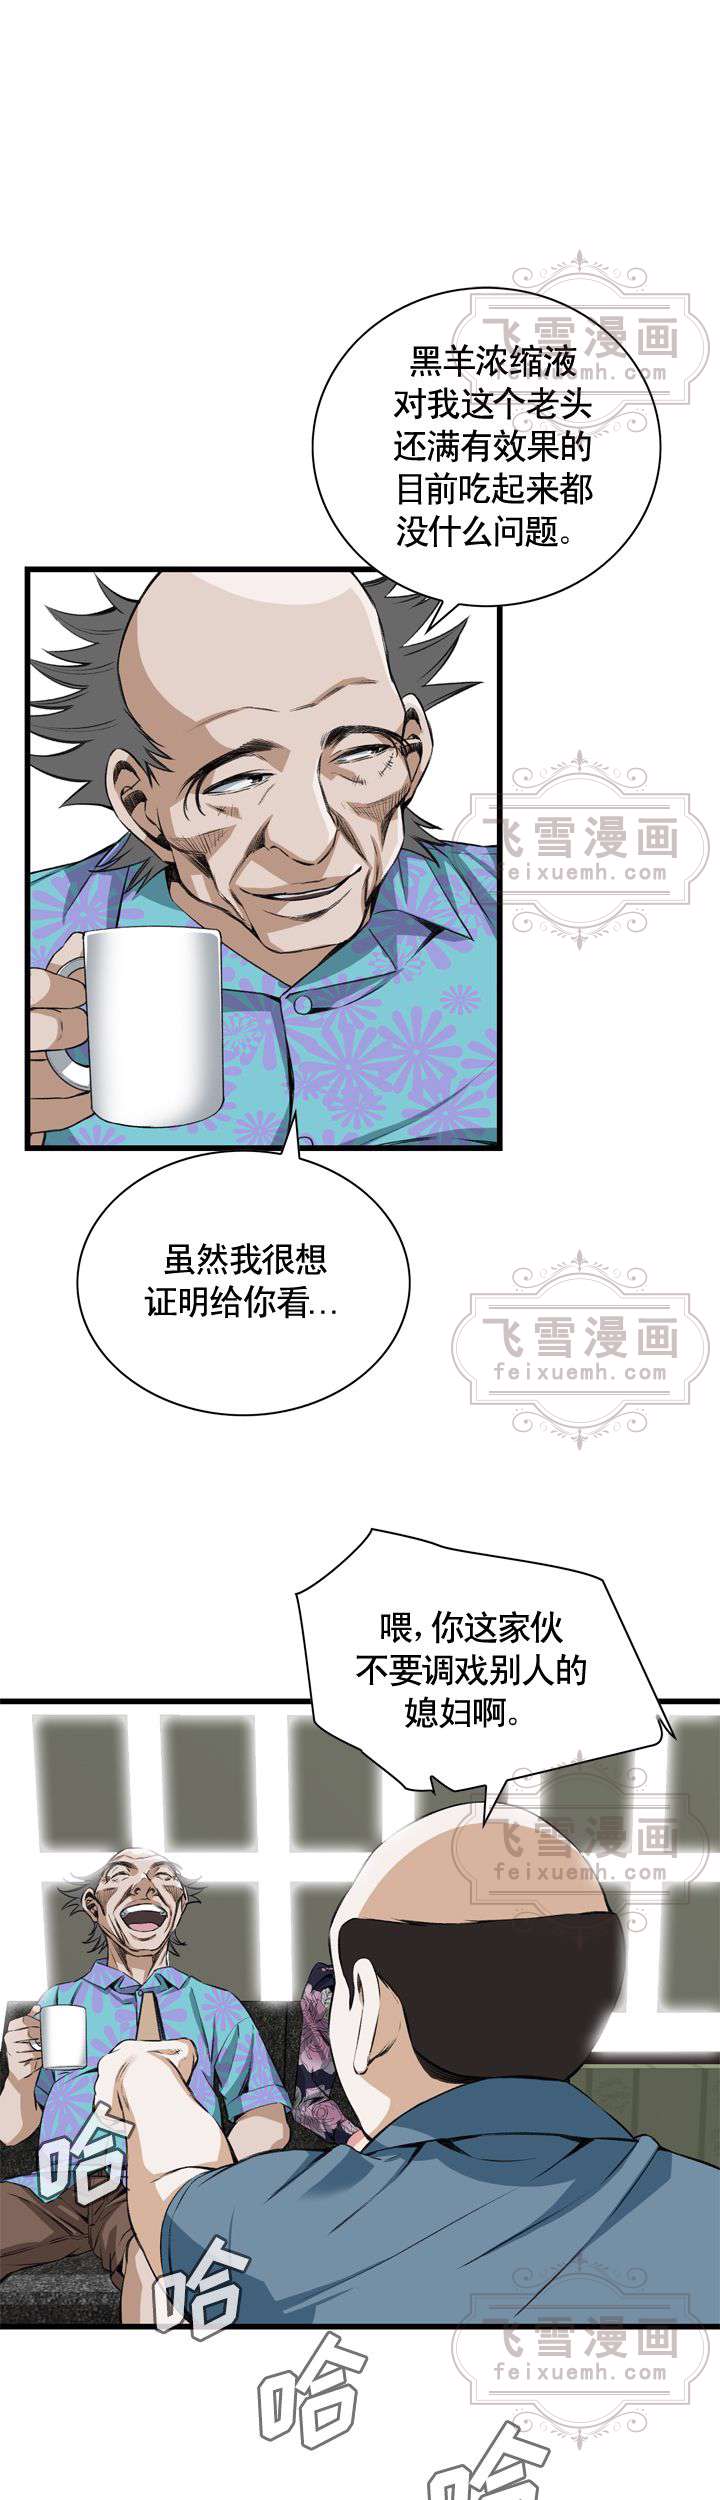 飞雪漫画
feixuemh.com
黑羊浓缩液
对我这个老头
还满有效果的
目前吃起来都
没什么问题。
飞雪漫画
feixuemh.com
虽然我很想
证明给你看...
飞雪漫画
feixuemh.com
喂，你这家伙
不要调戏别人的
媳妇啊。
飞雪漫画
feixuemh.com
哈
哈
飞雪漫画
feixuemh.com
哈
哈